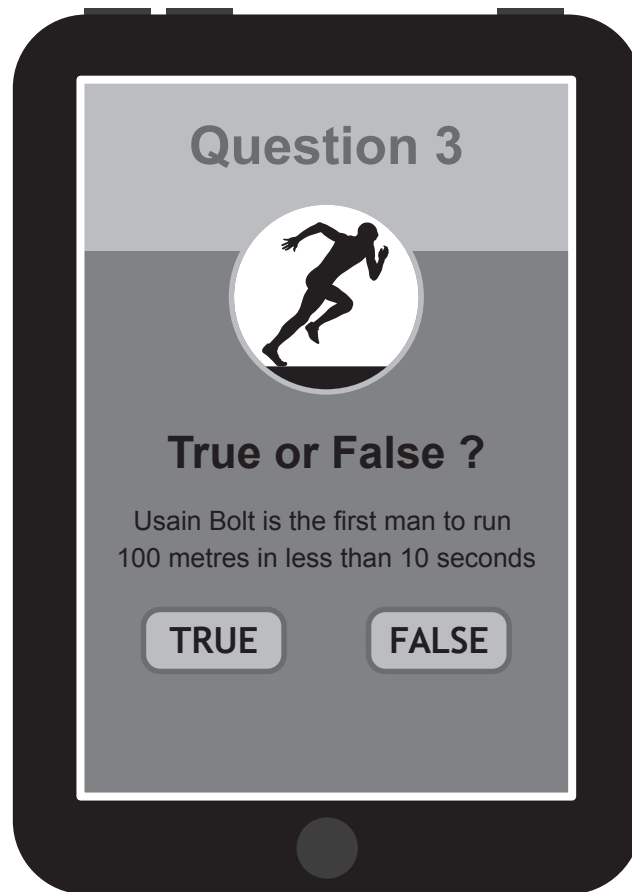 Question 3
True or False ?
Usain Bolt is the first man to run
100 metres in less than 10 seconds
TRUE FALSE